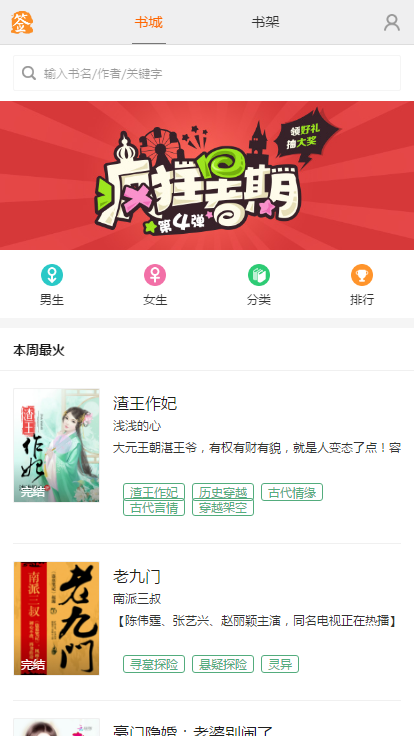 签
书城
书架
输入书名/作者/关键字
领好礼
抽大奖
疯狂暑期
第4弹
男生
女生
分类
排行
本周最火
渣王作妃
完结
渣王作妃
浅浅的心
大元王朝湛王爷，有权有财有貌，就是人变态了点！容
渣王作妃 历史穿越 古代情缘
古代言情 穿越架空
南派三叔
老九门
完结
老九门
南派三叔
【陈伟霆、张艺兴、赵丽颖主演，同名电视正在热播】
寻墓探险 悬疑探险 灵异
豪门隐婚：老婆别闹了